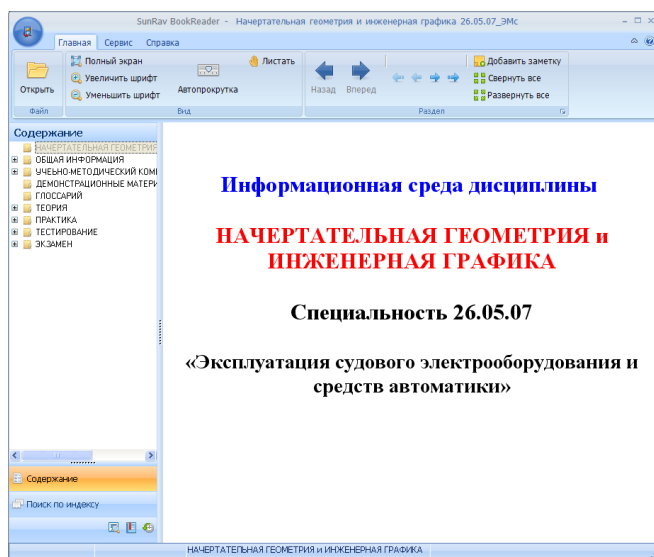 SunRav BookReader - Начертательная геометрия и инженерная графика 26.05.07_ЭМс
Главная Сервис Справка
Открыть
Полный экран
Увеличить шрифт
Уменьшить шрифт
Автопрокрутка
Листать
Назад Вперед
Добавить заметку
Свернуть все
Развернуть все
Файл Вид Раздел
Содержание
НАЧЕРТАТЕЛЬНАЯ ГЕОМЕТРИЯ
ОБЩАЯ ИНФОРМАЦИЯ
УЧЕБНО-МЕТОДИЧЕСКИЙ КОМП
ДЕМОНСТРАЦИОННЫЕ МАТЕРИ
ГЛОССАРИЙ
ТЕОРИЯ
ПРАКТИКА
ТЕСТИРОВАНИЕ
ЭКЗАМЕН
Содержание
Поиск по индексу
Информационная среда дисциплины
НАЧЕРТАТЕЛЬНАЯ ГЕОМЕТРИЯ и
ИНЖЕНЕРНАЯ ГРАФИКА
Специальность 26.05.07
«Эксплуатация судового электрооборудования и
средств автоматики»
НАЧЕРТАТЕЛЬНАЯ ГЕОМЕТРИЯ и ИНЖЕНЕРНАЯ ГРАФИКА